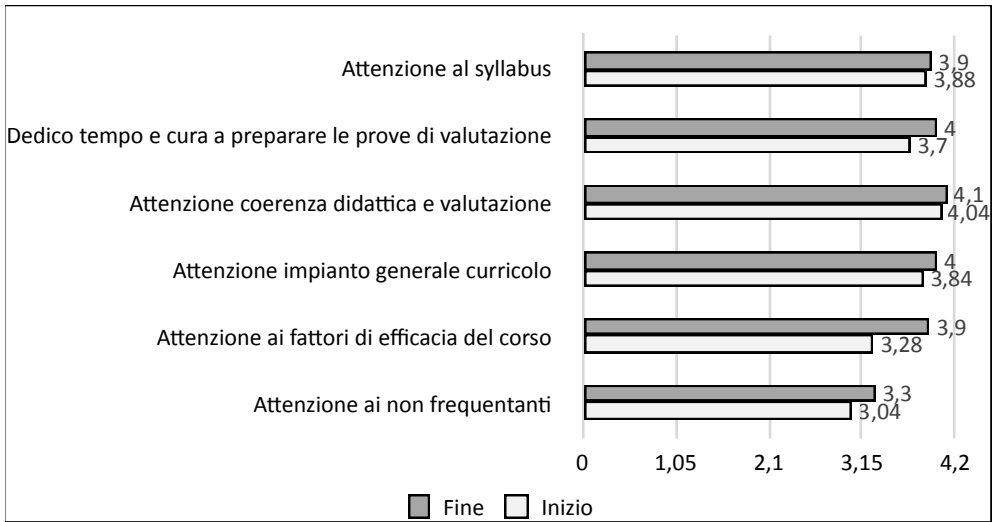 Attenzione al syllabus
3,9
3,88
Dedico tempo e cura a preparare le prove di valutazione
4
3,7
Attenzione coerenza didattica e valutazione
4,1
4,04
Attenzione impianto generale curricolo
4
3,84
Attenzione ai fattori di efficacia del corso
3,9
3,28
Attenzione ai non frequentanti
3,3
3,04
0 1,05 2,1 3,15 4,2
Fine Inizio